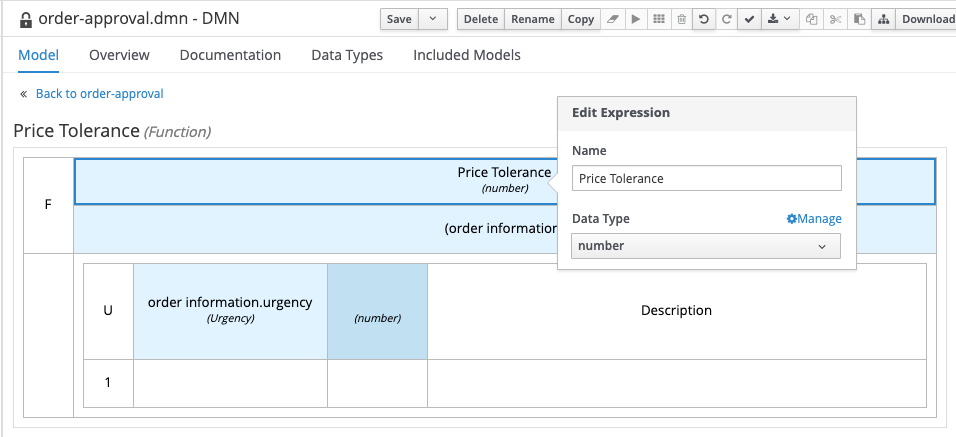 order-approval.dmn - DMN
Save Delete Rename Copy Download
Model Overview Documentation Data Types Included Models
« Back to order-approval
Price Tolerance (Function)
Edit Expression
Name
Price Tolerance
Data Type Manage
number
F
Price Tolerance
(number)
(order information
U
order information.urgency
(Urgency)
(number)
Description
1